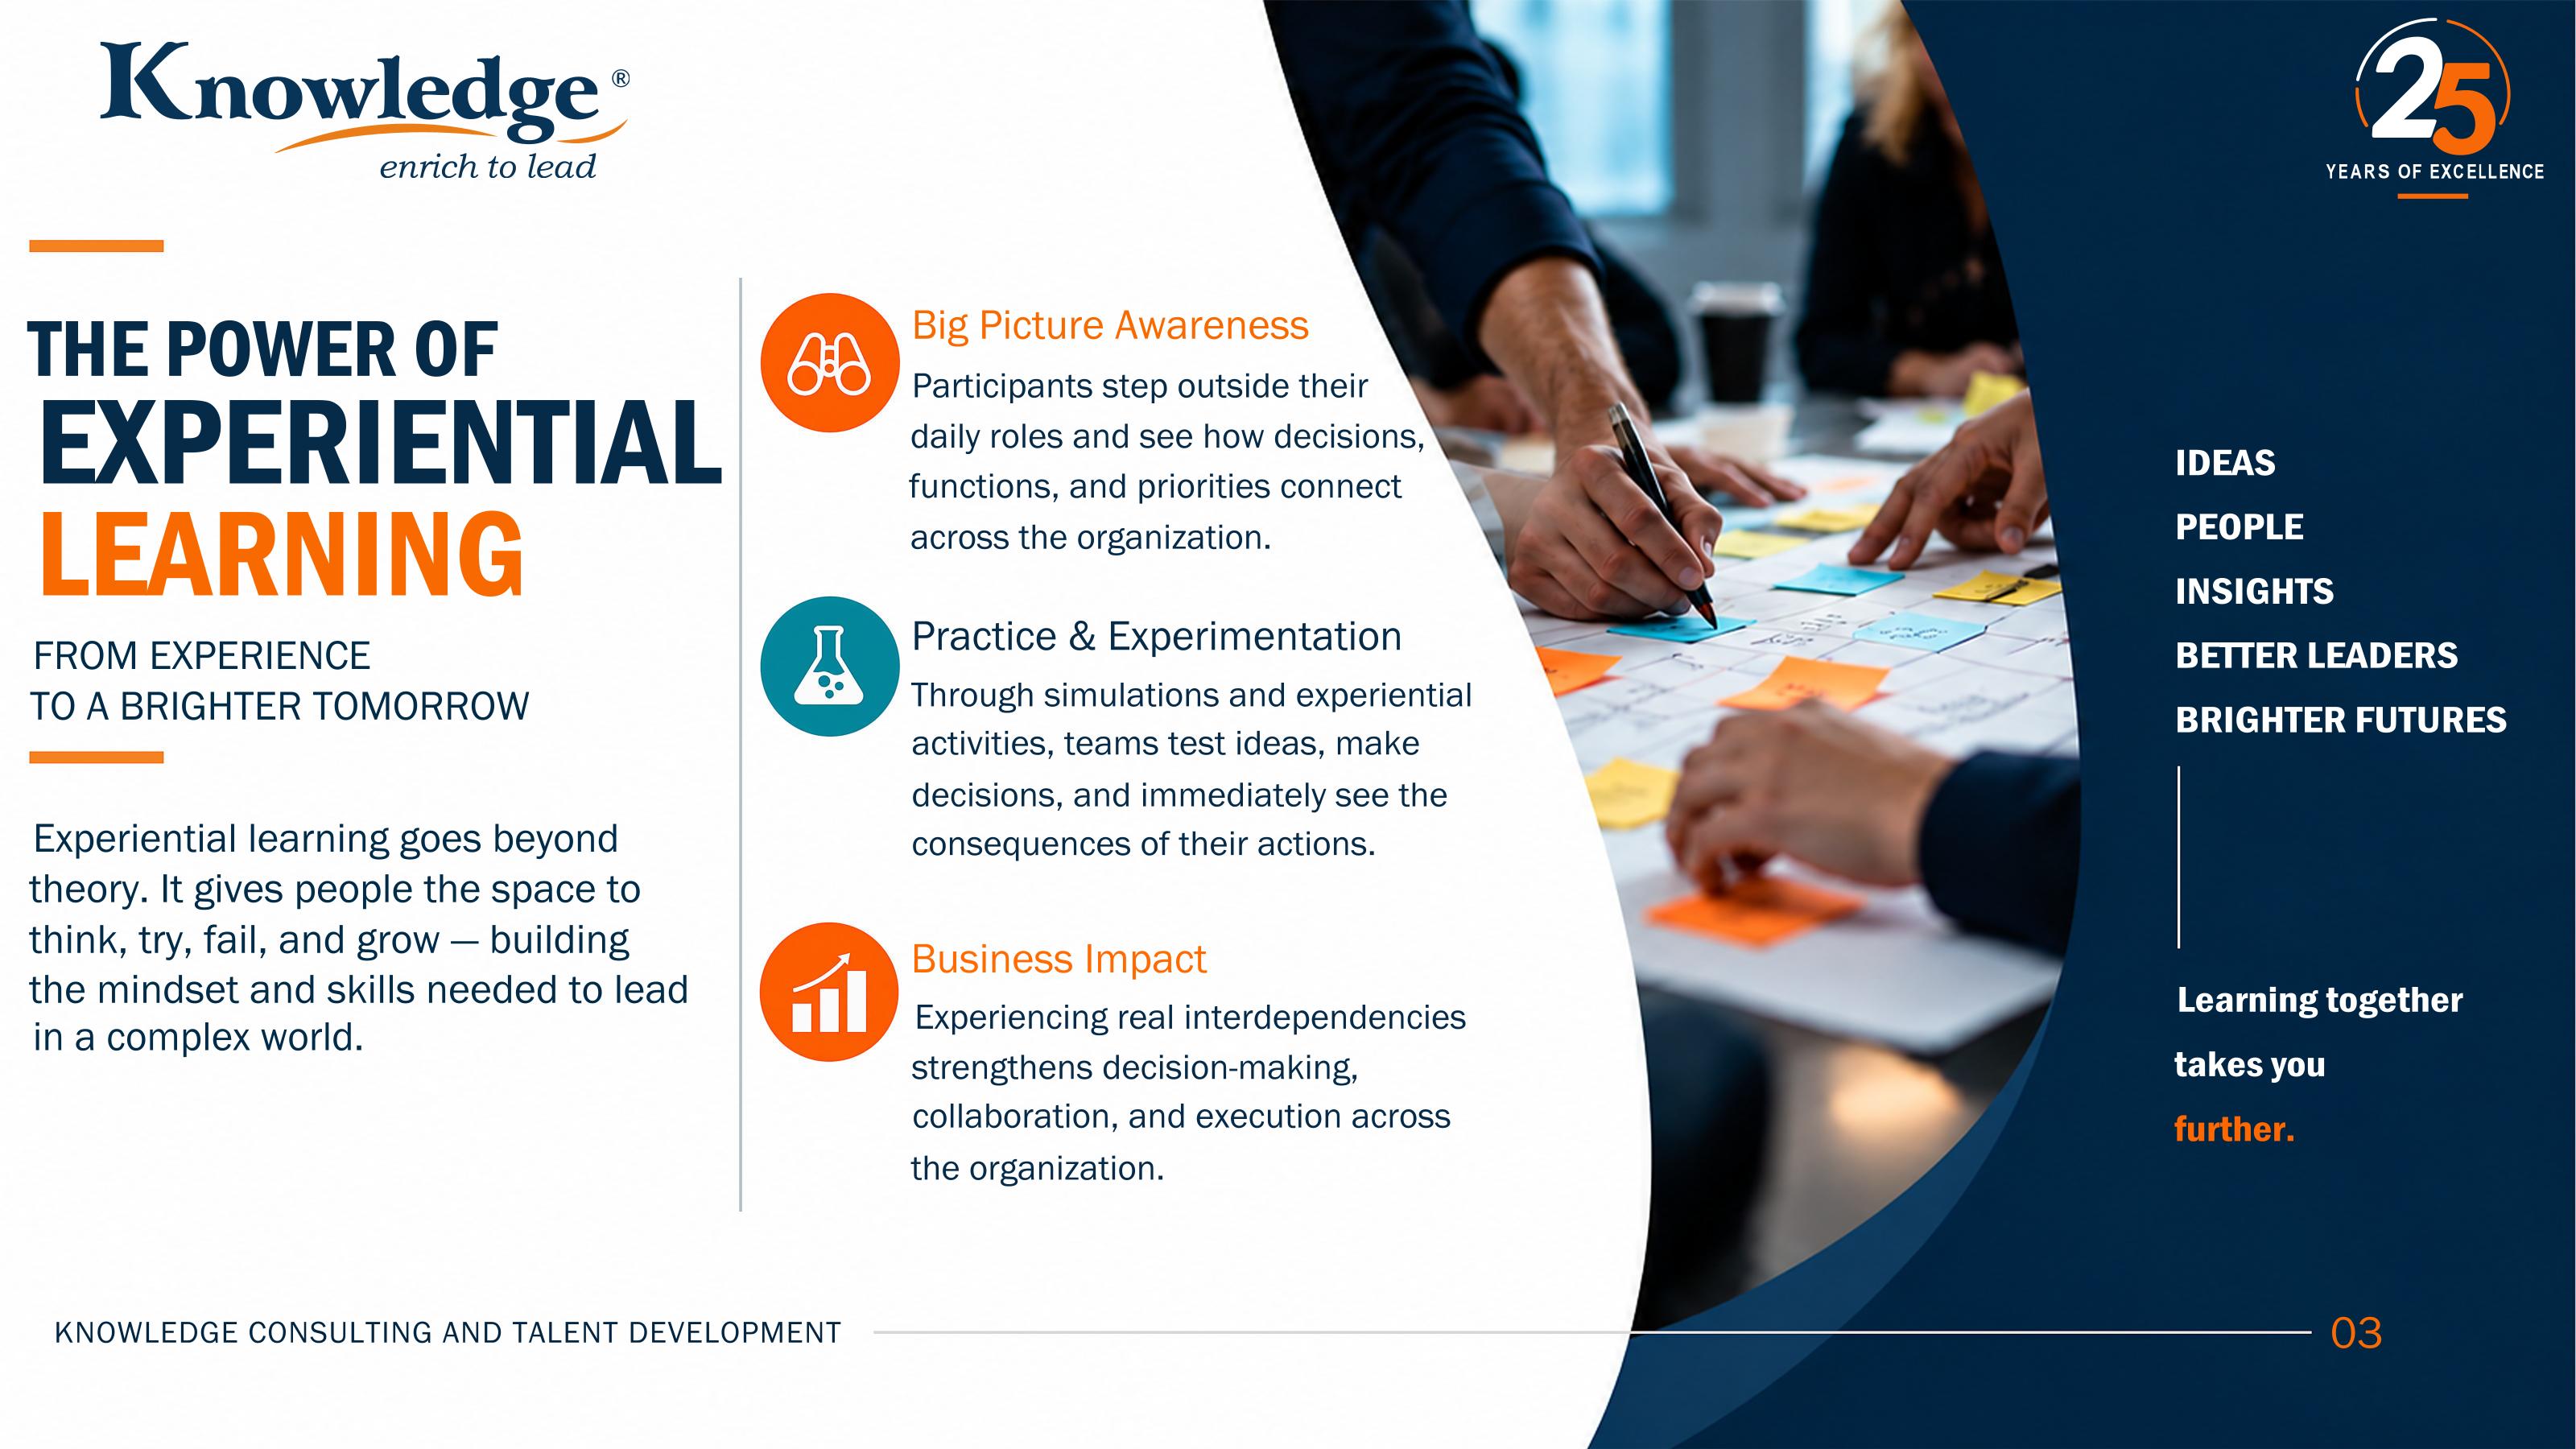 Knowledge®
enrich to lead
25
YEARS OF EXCELLENCE
THE POWER OF
EXPERIENTIAL
LEARNING
FROM EXPERIENCE
TO A BRIGHTER TOMORROW
Experiential learning goes beyond
theory. It gives people the space to
think, try, fail, and grow — building
the mindset and skills needed to lead
in a complex world.
Big Picture Awareness
Participants step outside their
daily roles and see how decisions,
functions, and priorities connect
across the organization.
Practice & Experimentation
Through simulations and experiential
activities, teams test ideas, make
decisions, and immediately see the
consequences of their actions.
Business Impact
Experiencing real interdependencies
strengthens decision-making,
collaboration, and execution across
the organization.
IDEAS
PEOPLE
INSIGHTS
BETTER LEADERS
BRIGHTER FUTURES
Learning together
takes you
further.
KNOWLEDGE CONSULTING AND TALENT DEVELOPMENT
03